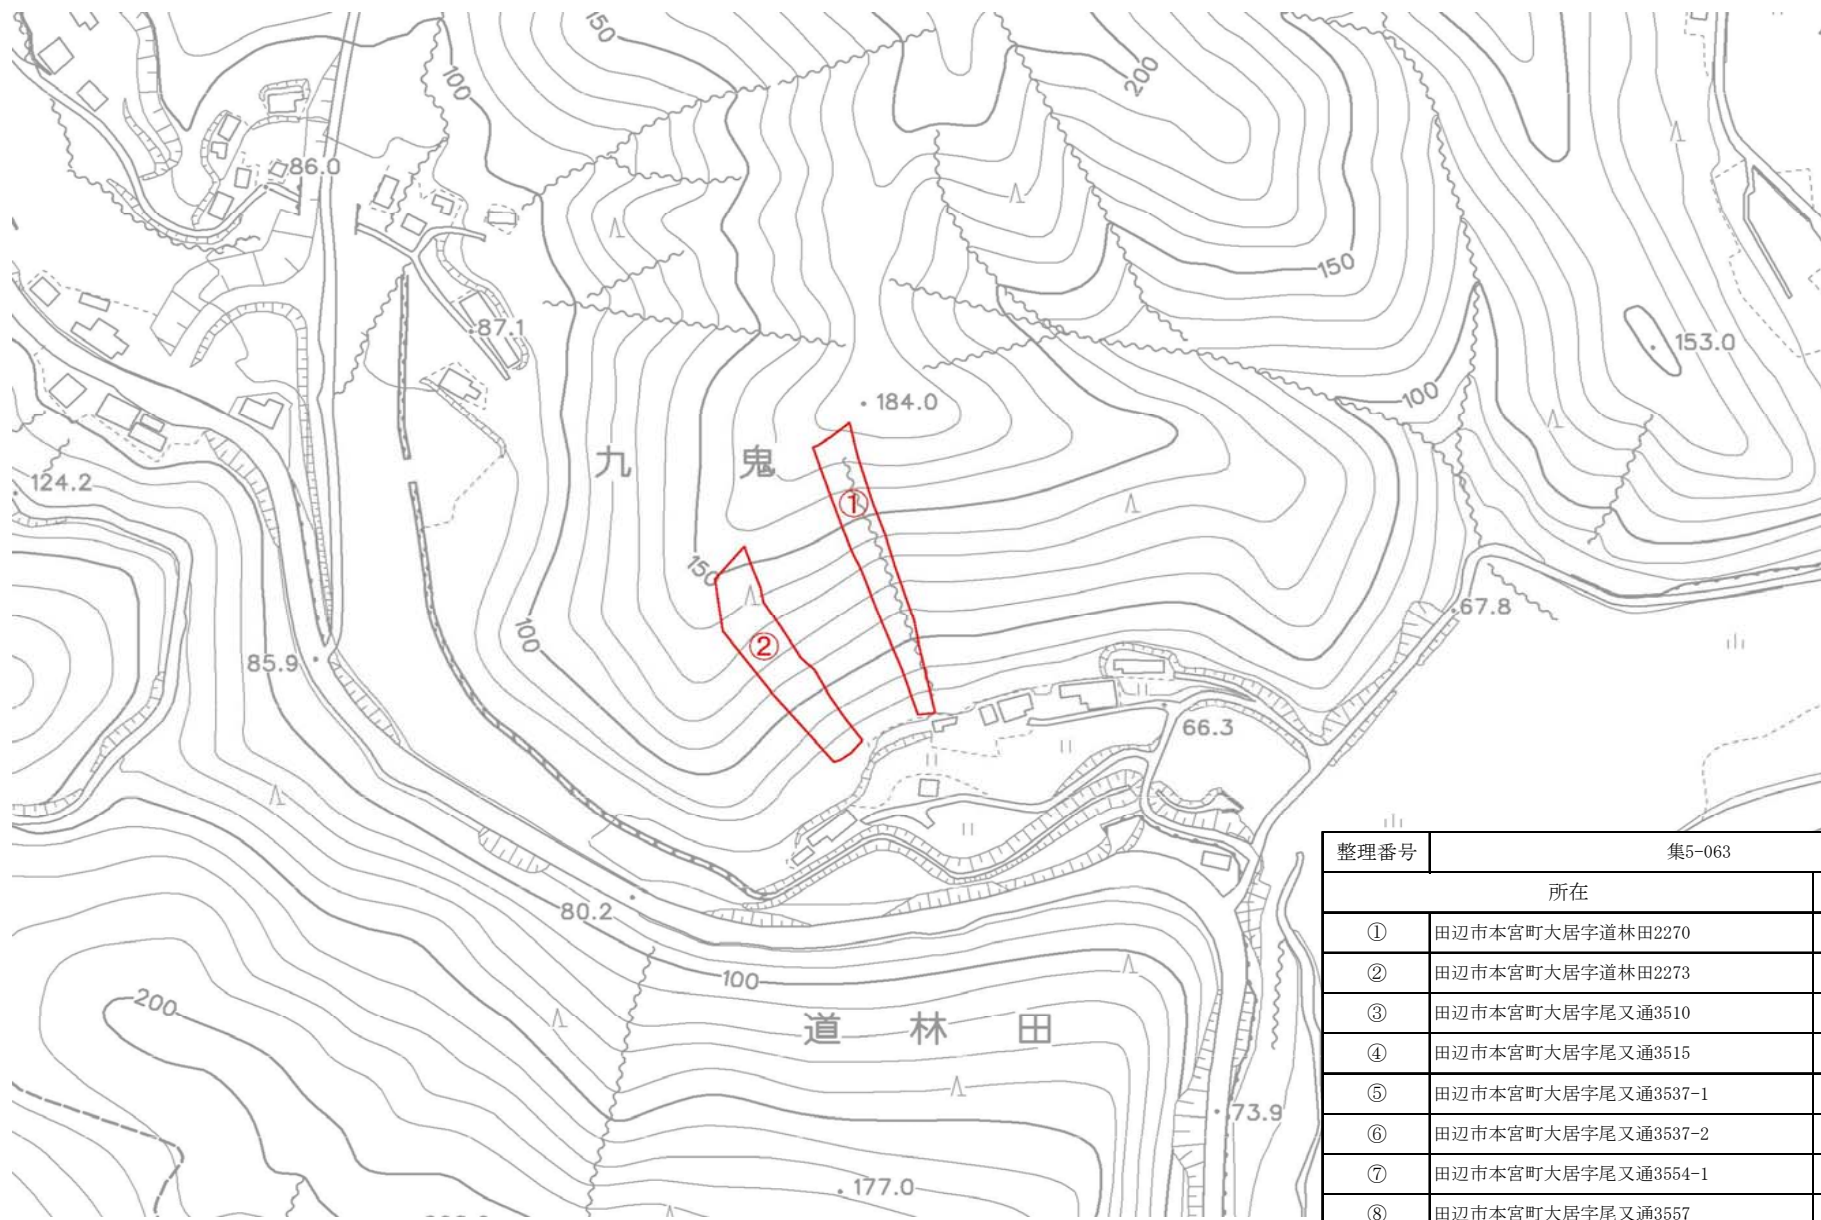 150
100
200
86.0
150
87.1
153.0
184.0
100
九鬼
124.2
①
150
100
67.8
②
85.9
66.3
80.2
100
200
道林田
73.9
177.0
整理番号 集5-063
所在
① 田辺市本宮町大居字道林田2270
② 田辺市本宮町大居字道林田2273
③ 田辺市本宮町大居字尾又通3510
④ 田辺市本宮町大居字尾又通3515
⑤ 田辺市本宮町大居字尾又通3537-1
⑥ 田辺市本宮町大居字尾又通3537-2
⑦ 田辺市本宮町大居字尾又通3554-1
⑧ 田辺市本宮町大居字尾又通3557